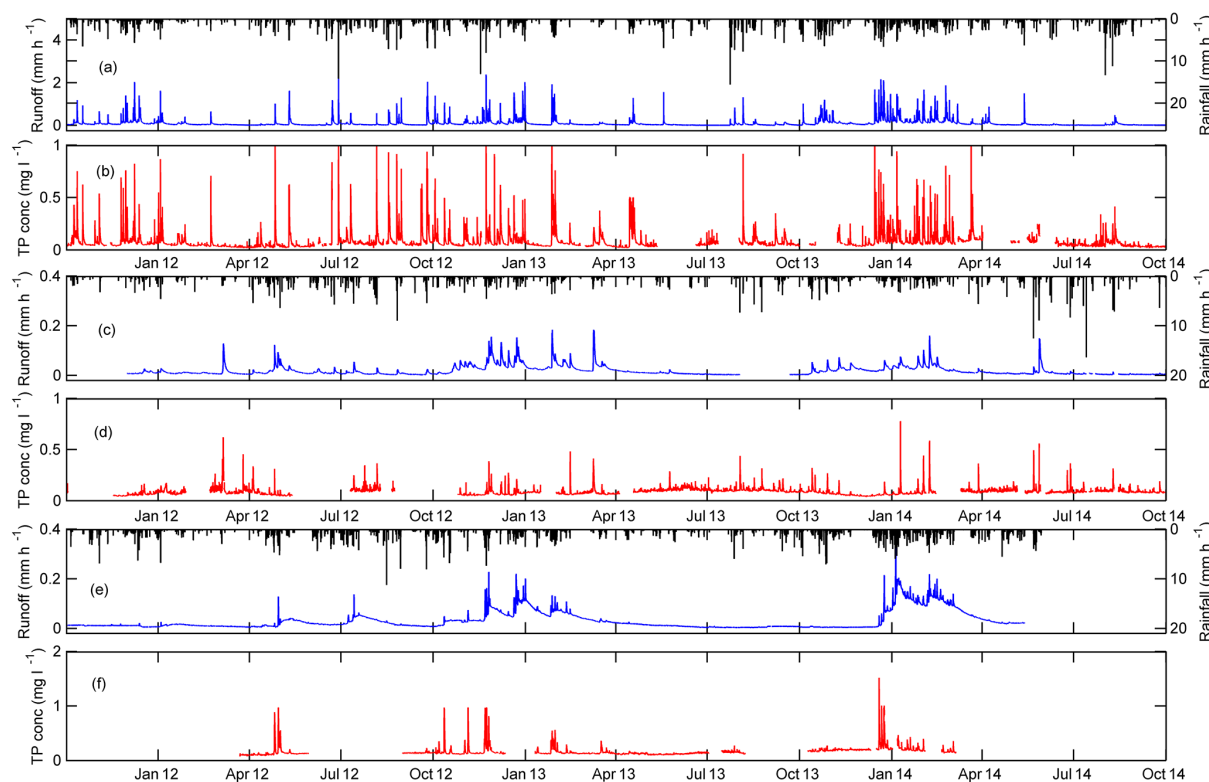 Runoff (mm h⁻¹)
4
2
0
(a)
0
10
20
Rainfall (mm h⁻¹)
TP conc (mg l⁻¹)
1
0.5
0
(b)
Jan 12 Apr 12 Jul 12 Oct 12 Jan 13 Apr 13 Jul 13 Oct 13 Jan 14 Apr 14 Jul 14 Oct 14
Runoff (mm h⁻¹)
0.4
0.2
0
(c)
0
10
20
Rainfall (mm h⁻¹)
TP conc (mg l⁻¹)
1
0.5
0
(d)
Jan 12 Apr 12 Jul 12 Oct 12 Jan 13 Apr 13 Jul 13 Oct 13 Jan 14 Apr 14 Jul 14 Oct 14
Runoff (mm h⁻¹)
0.4
0.2
0
(e)
0
10
20
Rainfall (mm h⁻¹)
TP conc (mg l⁻¹)
2
1
0
(f)
Jan 12 Apr 12 Jul 12 Oct 12 Jan 13 Apr 13 Jul 13 Oct 13 Jan 14 Apr 14 Jul 14 Oct 14